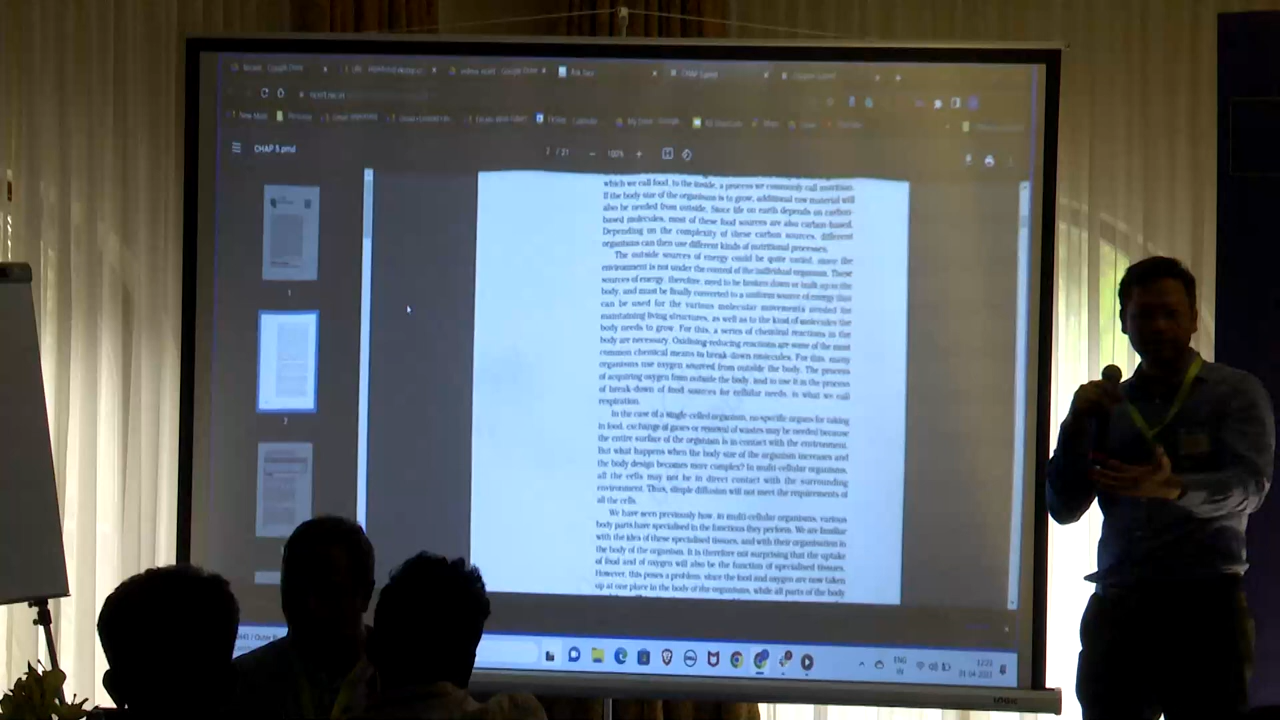 CHAP 5.pmd
2 / 21
100%
which we call food, to the inside, a process we commonly call nutrition.
If the body size of the organisms is to grow, additional raw material will
also be needed from outside. Since life on earth depends on carbon-
based molecules, most of these food sources are also carbon-based.
Depending on the complexity of these carbon sources, different
organisms can then use different kinds of nutritional processes.
The outside sources of energy could be quite varied, since the
environment is not under the control of the individual organism. These
sources of energy, therefore, need to be broken down or built up in the
body, and must be finally converted to a uniform source of energy that
can be used for the various molecular movements needed for
maintaining living structures, as well as to the kind of molecules the
body needs to grow. For this, a series of chemical reactions in the
body are necessary. Oxidising-reducing reactions are some of the most
common chemical means to break-down molecules. For this, many
organisms use oxygen sourced from outside the body. The process
of acquiring oxygen from outside the body, and to use it in the process
of break-down of food sources for cellular needs, is what we call
respiration.
In the case of a single-celled organism, no specific organs for taking
in food, exchange of gases or removal of wastes may be needed because
the entire surface of the organism is in contact with the environment.
But what happens when the body size of the organism increases and
the body design becomes more complex? In multi-cellular organisms,
all the cells may not be in direct contact with the surrounding
environment. Thus, simple diffusion will not meet the requirements of
all the cells.
We have seen previously how, in multi-cellular organisms, various
body parts have specialised in the functions they perform. We are familiar
with the idea of these specialised tissues, and with their organisation in
the body of the organism. It is therefore not surprising that the uptake
of food and of oxygen will also be the function of specialised tissues.
However, this poses a problem, since the food and oxygen are now taken
up at one place in the body of the organisms, while all parts of the body
1
2
3
ENG
IN